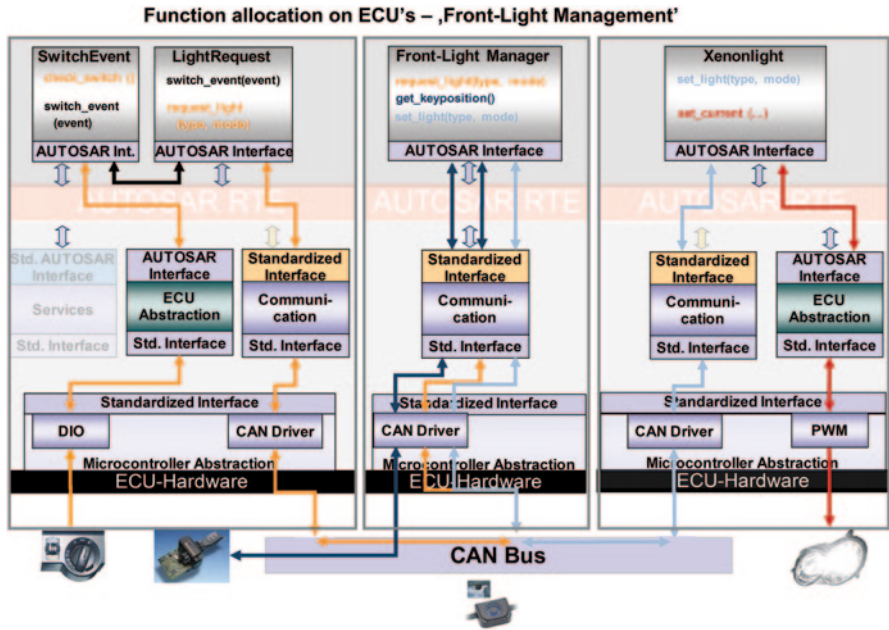 Function allocation on ECU's – ‚Front-Light Management’
SwitchEvent
check_switch ()
switch_event
(event)
AUTOSAR Int.
LightRequest
switch_event(event)
request_light
(type, mode)
AUTOSAR Interface
AUTOSAR RTE
Std. AUTOSAR
Interface
Services
Std. Interface
AUTOSAR
Interface
ECU
Abstraction
Std. Interface
Standardized
Interface
Communi-
cation
Standardized Interface
DIO
CAN Driver
Microcontroller Abstraction
ECU-Hardware
Front-Light Manager
request_light(type, mode)
get_keyposition()
set_light(type, mode)
AUTOSAR Interface
AUTOSAR RTE
Standardized
Interface
Communi-
cation
Std. Interface
Standardized Interface
CAN Driver
Microcontroller Abstraction
ECU-Hardware
Xenonlight
set_light(type, mode)
set_current (...)
AUTOSAR Interface
AUTOSAR RTE
Standardized
Interface
Communi-
cation
Std. Interface
AUTOSAR
Interface
ECU
Abstraction
Std. Interface
Standardized Interface
CAN Driver
PWM
Microcontroller Abstraction
ECU-Hardware
CAN Bus